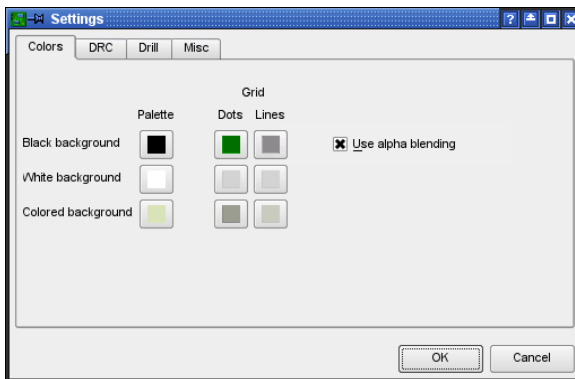 Settings
Colors DRC Drill Misc
Grid
Palette Dots Lines
Black background Use alpha blending
White background
Colored background
OK Cancel